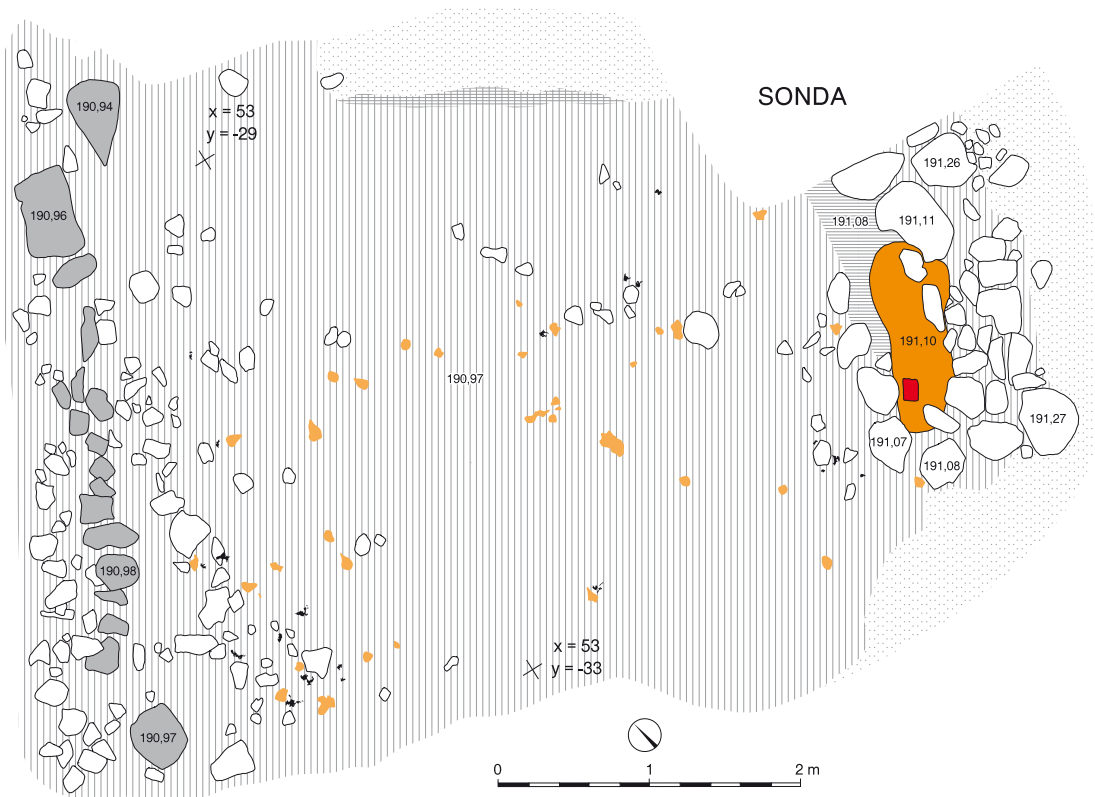 SONDA
190,94
x = 53
y = -29
191,26
190,96
191,08
191,11
191,10
190,97
191,27
191,07
191,08
190,98
x = 53
y = -33
190,97
0 1 2 m